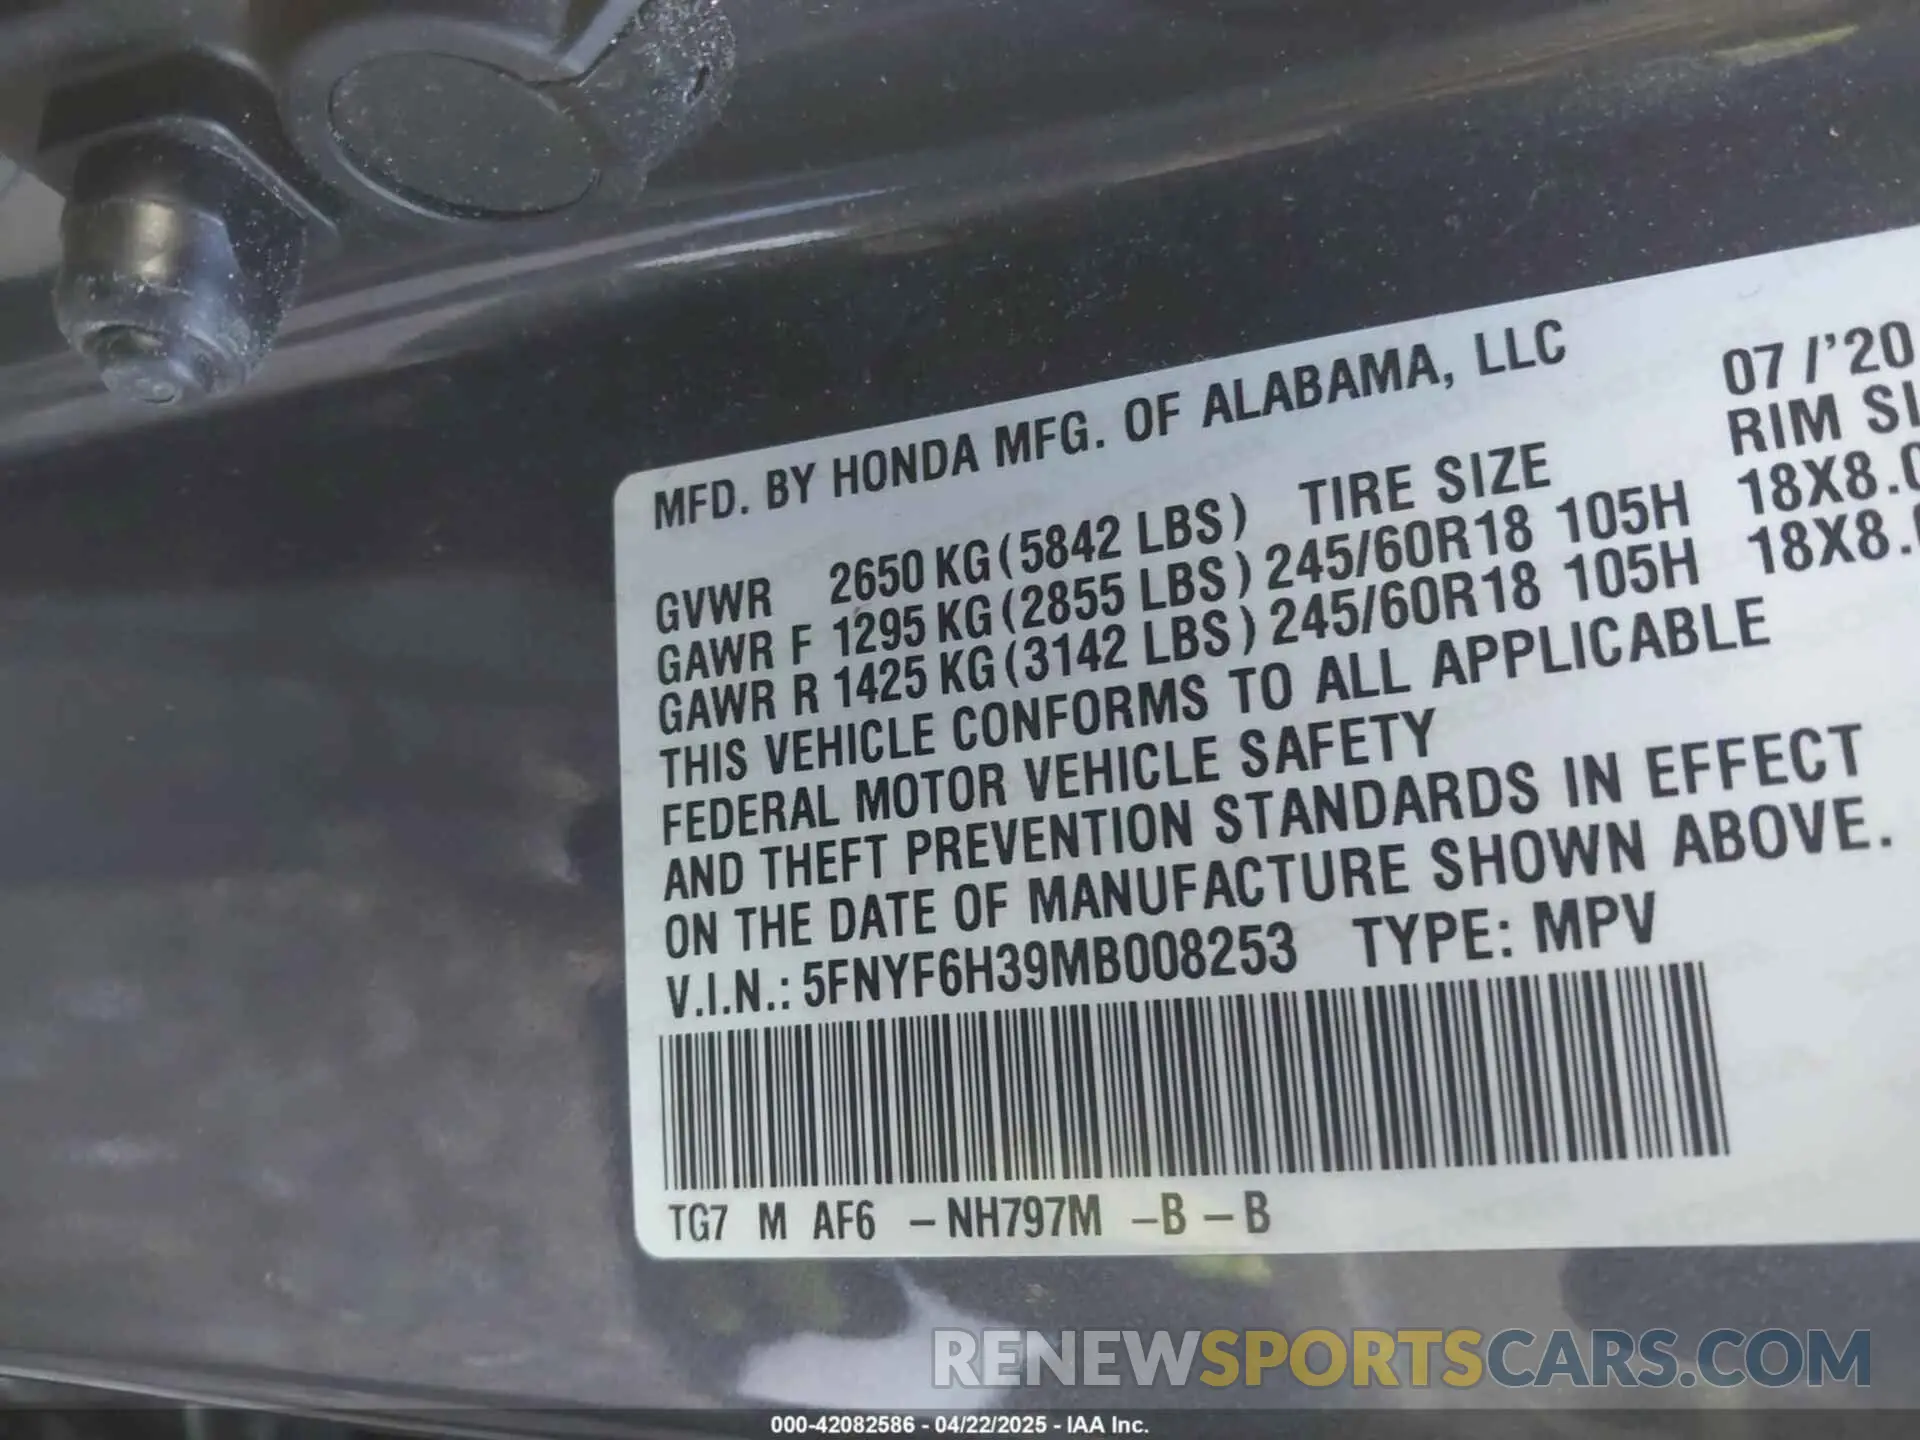 MFD. BY HONDA MFG. OF ALABAMA, LLC 07/'20
GVWR 2650 KG (5842 LBS) TIRE SIZE RIM
GAWR F 1295 KG (2855 LBS) 245/60R18 105H 18X8.
GAWR R 1425 KG (3142 LBS) 245/60R18 105H 18X8.
THIS VEHICLE CONFORMS TO ALL APPLICABLE
FEDERAL MOTOR VEHICLE SAFETY
AND THEFT PREVENTION STANDARDS IN EFFECT
ON THE DATE OF MANUFACTURE SHOWN ABOVE.
V.I.N.: 5FNYF6H39MB008253 TYPE: MPV
TG7 M AF6 – NH797M –B – B
RENEWSPORTSCARS.COM
000-42082586 - 04/22/2025 - IAA Inc.